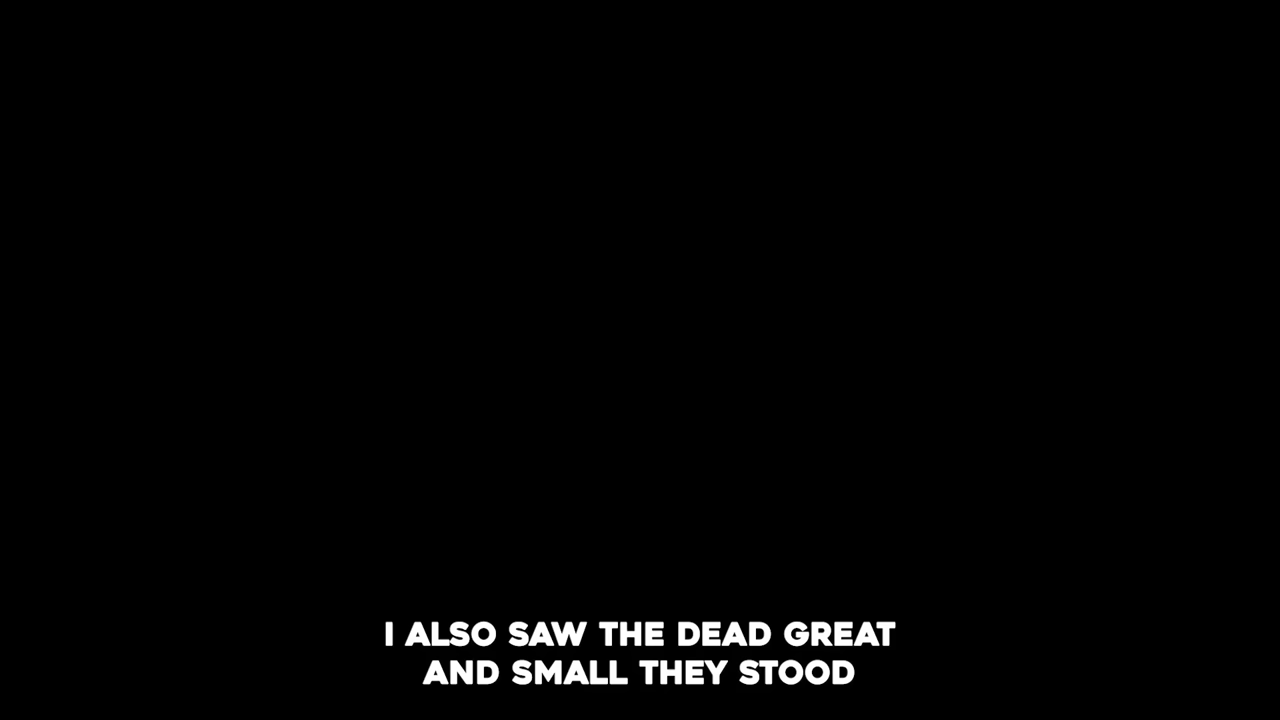 I ALSO SAW THE DEAD GREAT
AND SMALL THEY STOOD